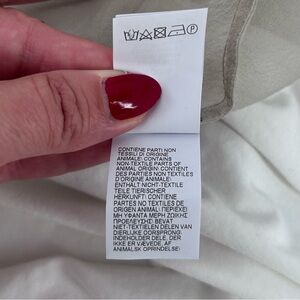 P
CONTIENE PARTI NON
TESSILI DI ORIGINE
ANIMALE; CONTAINS
NON-TEXTILE PARTS OF
ANIMAL ORIGIN; CONTIENT
DES PARTIES NON TEXTILES
D'ORIGINE ANIMALE;
ENTHÄLT NICHT-TEXTILE
TEILE TIERISCHER
HERKUNFT; CONTIENE
PARTES NO TEXTILES DE
ORIGEN ANIMAL; ΠΕΡΙΕΧΕΙ
ΜΗ ΥΦΑΝΤΑ ΜΕΡΗ ΖΩΙΚΗΣ
ΠΡΟΕΛΕΥΣΗΣ; BEVAT
NIET-TEXTIELEN DELEN VAN
DIERLIJKE OORSPRONG;
INDEHOLDER DELE, DER
IKKE ER VÆVEDE, AF
ANIMALSK OPRINDELSE;